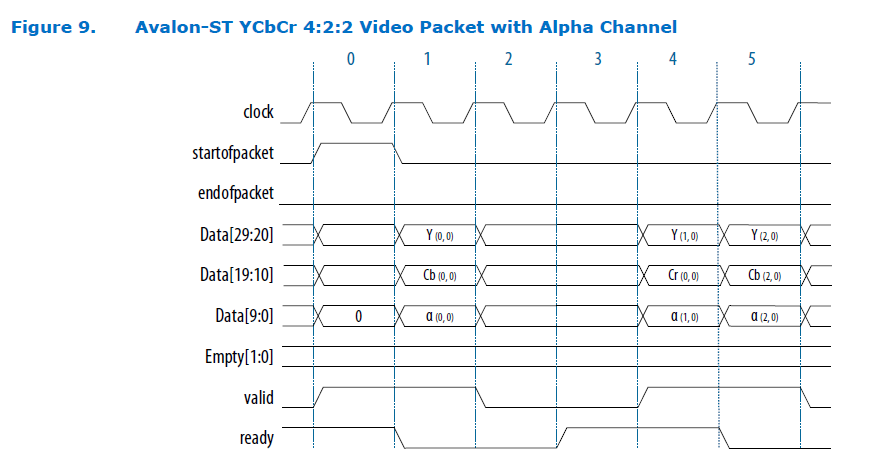 Figure 9. Avalon-ST YCbCr 4:2:2 Video Packet with Alpha Channel
0 1 2 3 4 5
clock
startofpacket
endofpacket
Data[29:20] Y (0, 0) Y (1, 0) Y (2, 0)
Data[19:10] Cb (0, 0) Cr (0, 0) Cb (2, 0)
Data[9:0] 0 α (0, 0) α (1, 0) α (2, 0)
Empty[1:0]
valid
ready